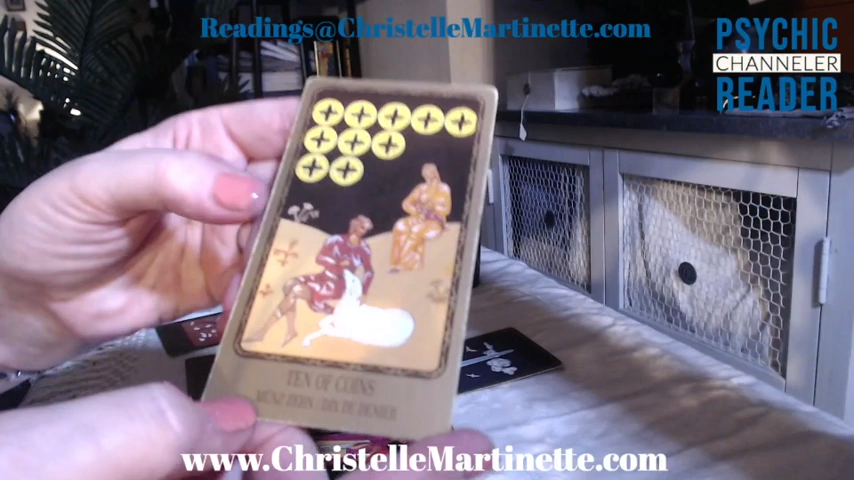 Readings@ChristelleMartinette.com
PSYCHIC
CHANNELER
READER
TEN OF COINS
www.ChristelleMartinette.com